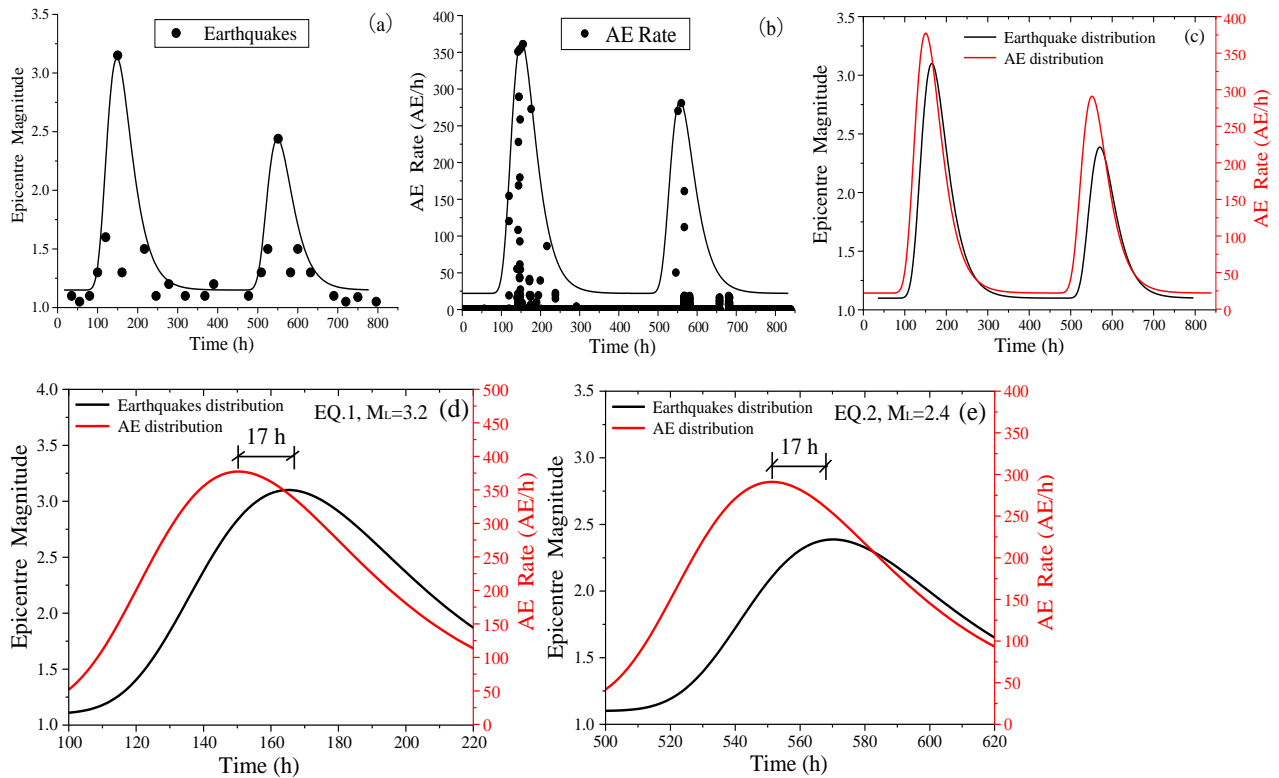 (a)
Earthquakes
Epicentre Magnitude
3.5
3.0
2.5
2.0
1.5
1.0
0 100 200 300 400 500 600 700 800
Time (h)
(b)
AE Rate
AE Rate (AE/h)
400
350
300
250
200
150
100
50
0
0 100 200 300 400 500 600 700 800
Time (h)
(c)
Earthquake distribution
AE distribution
Epicentre Magnitude
3.5
3.0
2.5
2.0
1.5
1.0
400
350
300
250
200
150
100
50
0
AE Rate (AE/h)
0 100 200 300 400 500 600 700 800
Time (h)
Earthquakes distribution
AE distribution
EQ.1, ML=3.2 (d)
17 h
Epicentre Magnitude
4.0
3.5
3.0
2.5
2.0
1.5
1.0
500
450
400
350
300
250
200
150
100
50
0
AE Rate (AE/h)
100 120 140 160 180 200 220
Time (h)
Earthquakes distribution
AE distribution
(e)
EQ.2, ML=2.4
17 h
Epicentre Magnitude
3.5
3.0
2.5
2.0
1.5
1.0
400
350
300
250
200
150
100
50
0
AE Rate (AE/h)
500 520 540 560 580 600 620
Time (h)